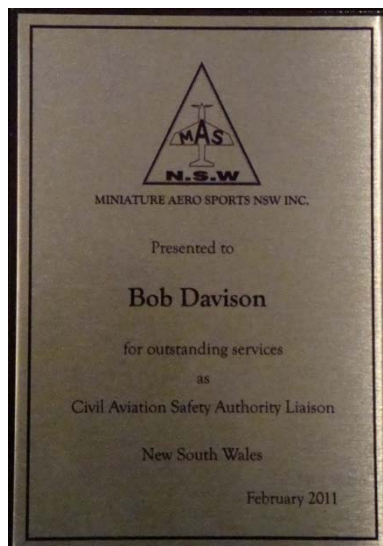 MAS
N.S.W
MINIATURE AERO SPORTS NSW INC.
Presented to
Bob Davison
for outstanding services
as
Civil Aviation Safety Authority Liaison
New South Wales
February 2011